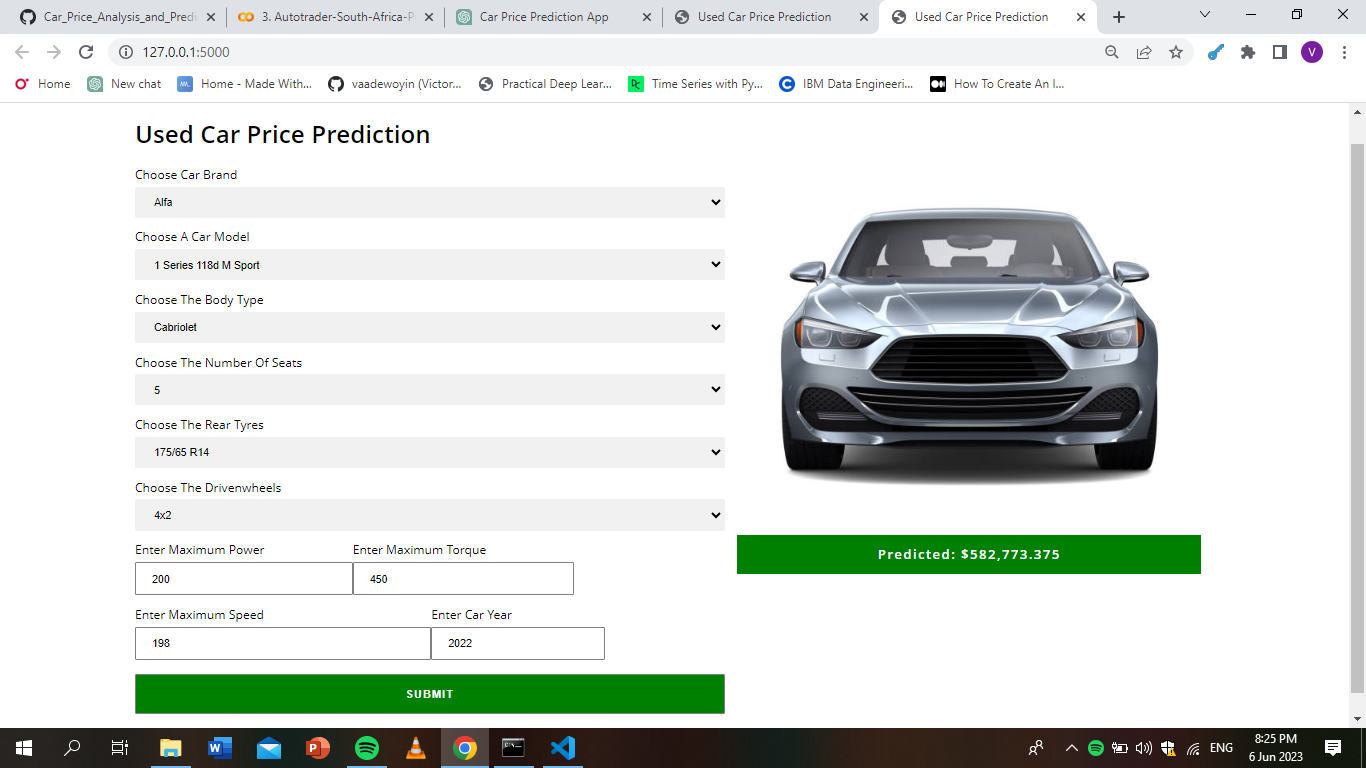 Car_Price_Analysis_and_Predi
3. Autotrader-South-Africa-P
Car Price Prediction App
Used Car Price Prediction
Used Car Price Prediction
127.0.0.1:5000
V
Home
New chat
Home - Made With...
vaadewoyin (Victor...
Practical Deep Lear...
Time Series with Py...
IBM Data Engineeri...
How To Create An I...
Used Car Price Prediction
Choose Car Brand
Alfa
Choose A Car Model
1 Series 118d M Sport
Choose The Body Type
Cabriolet
Choose The Number Of Seats
5
Choose The Rear Tyres
175/65 R14
Choose The Drivenwheels
4x2
Enter Maximum Power Enter Maximum Torque
200 450
Enter Maximum Speed Enter Car Year
198 2022
SUBMIT
Predicted: $582,773.375
ENG
8:25 PM
6 Jun 2023